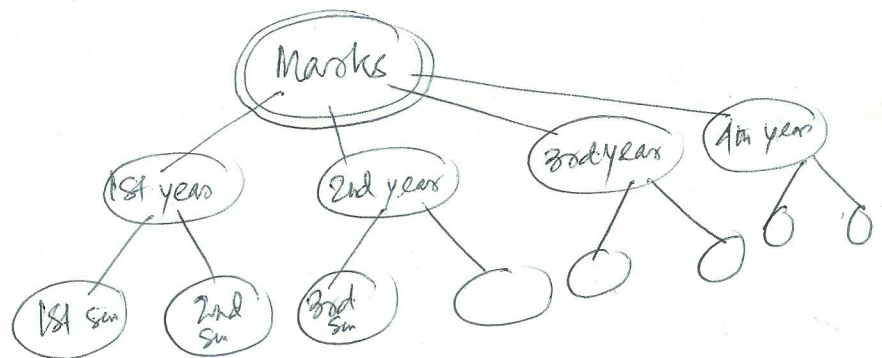 Marks
1st year
2nd year
3rd year
4th year
1st sem
2nd
sem
3rd
sem